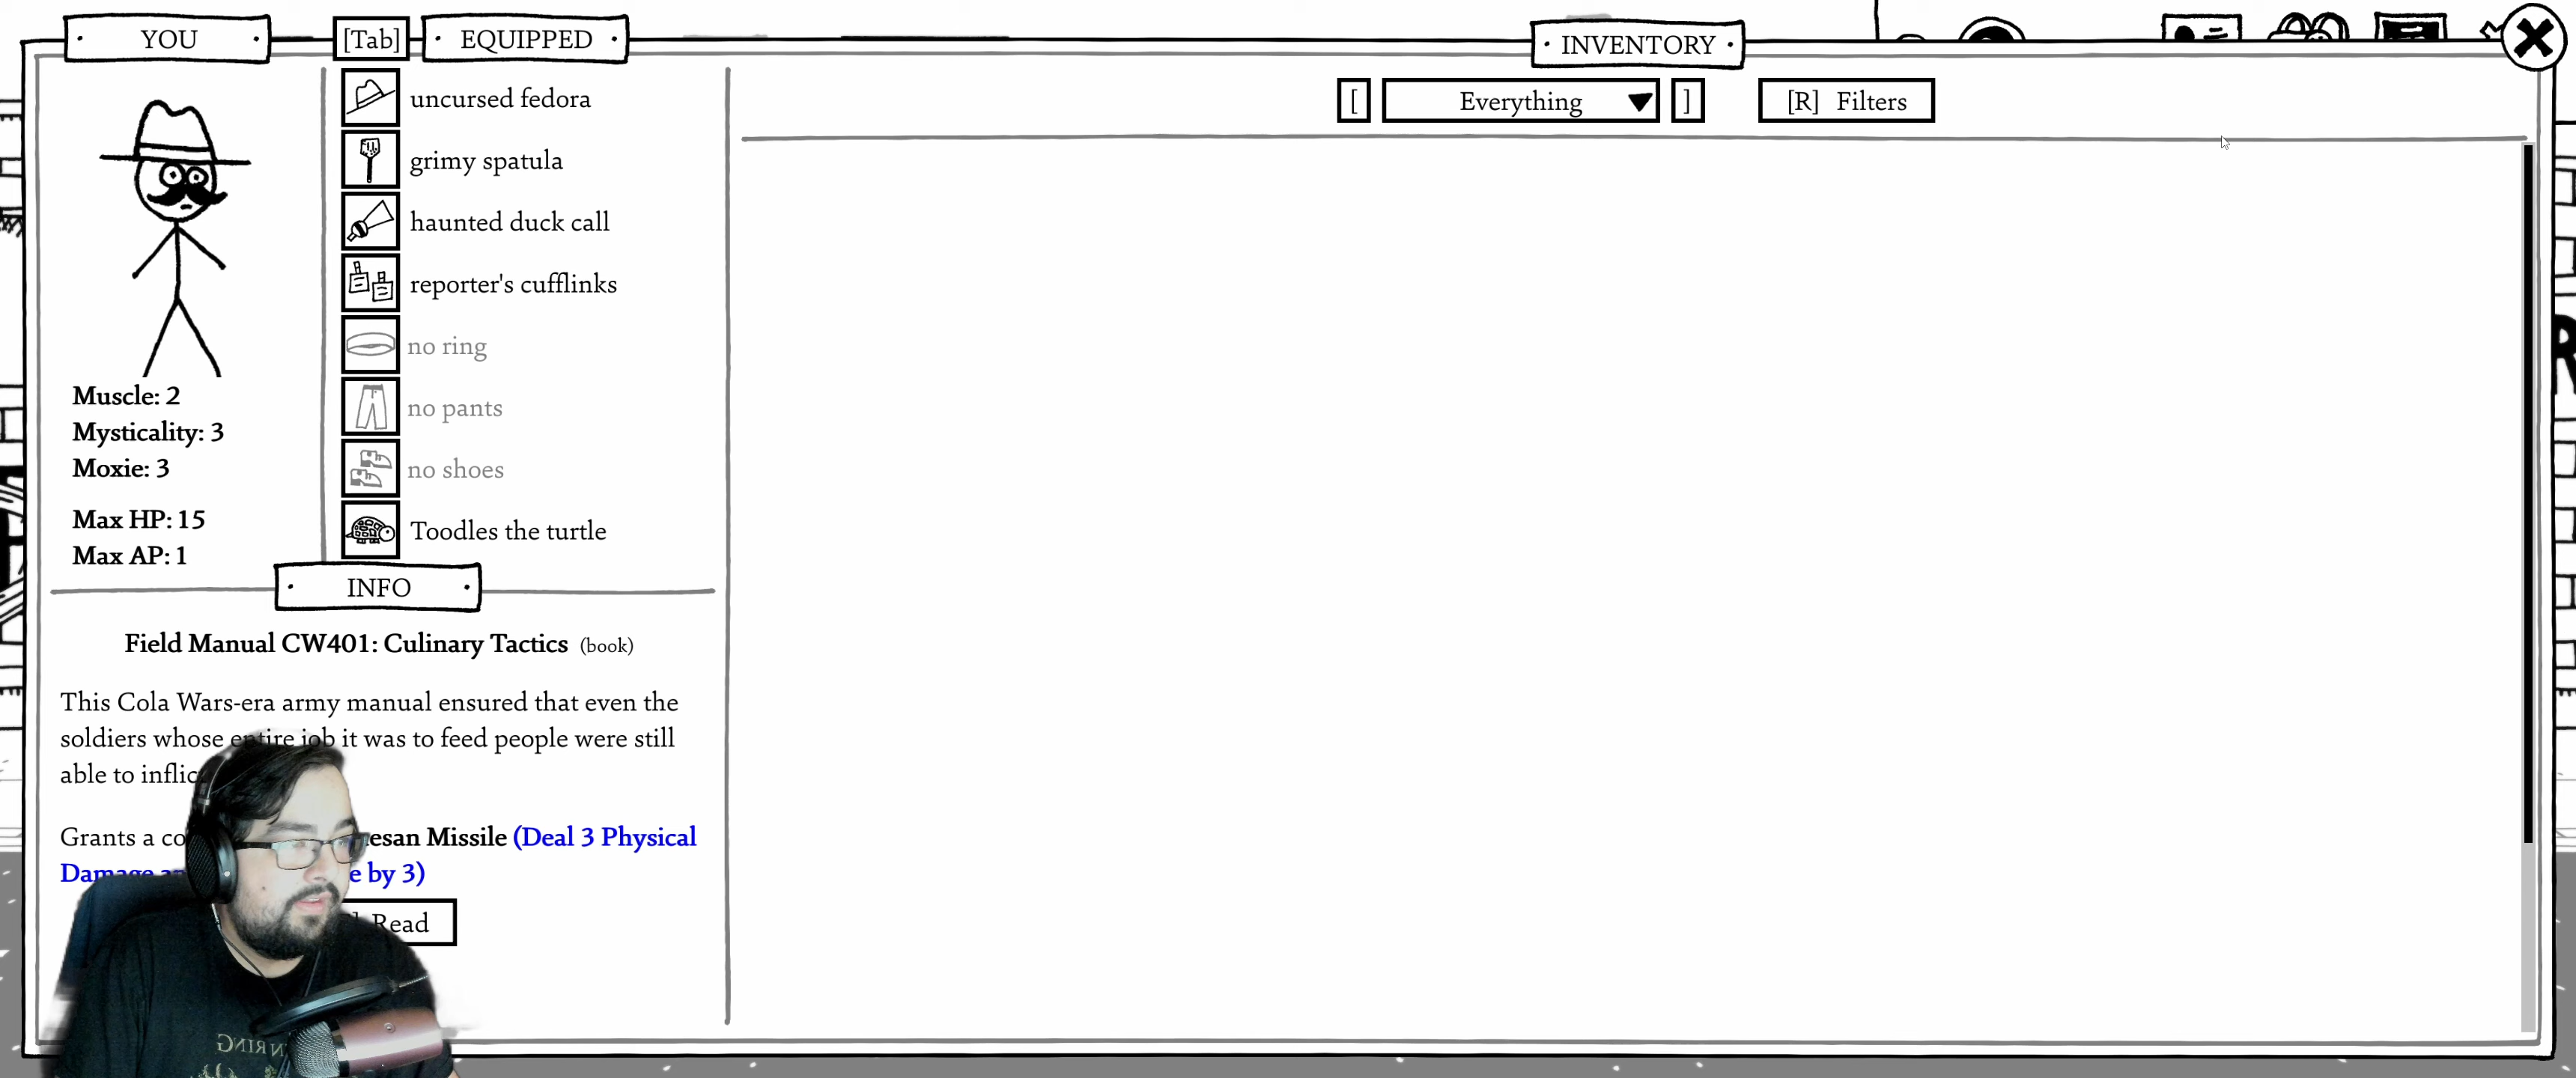 YOU
[Tab]
EQUIPPED
INVENTORY
[
Everything
]
[R] Filters
uncursed fedora
grimy spatula
haunted duck call
reporter's cufflinks
no ring
no pants
no shoes
Toodles the turtle
Muscle: 2
Mysticality: 3
Moxie: 3
Max HP: 15
Max AP: 1
INFO
Field Manual CW401: Culinary Tactics (book)
This Cola Wars-era army manual ensured that even the
soldiers whose entire job it was to feed people were still
able to
Grants a Missile (Deal 3 Physical
by 3)
Read